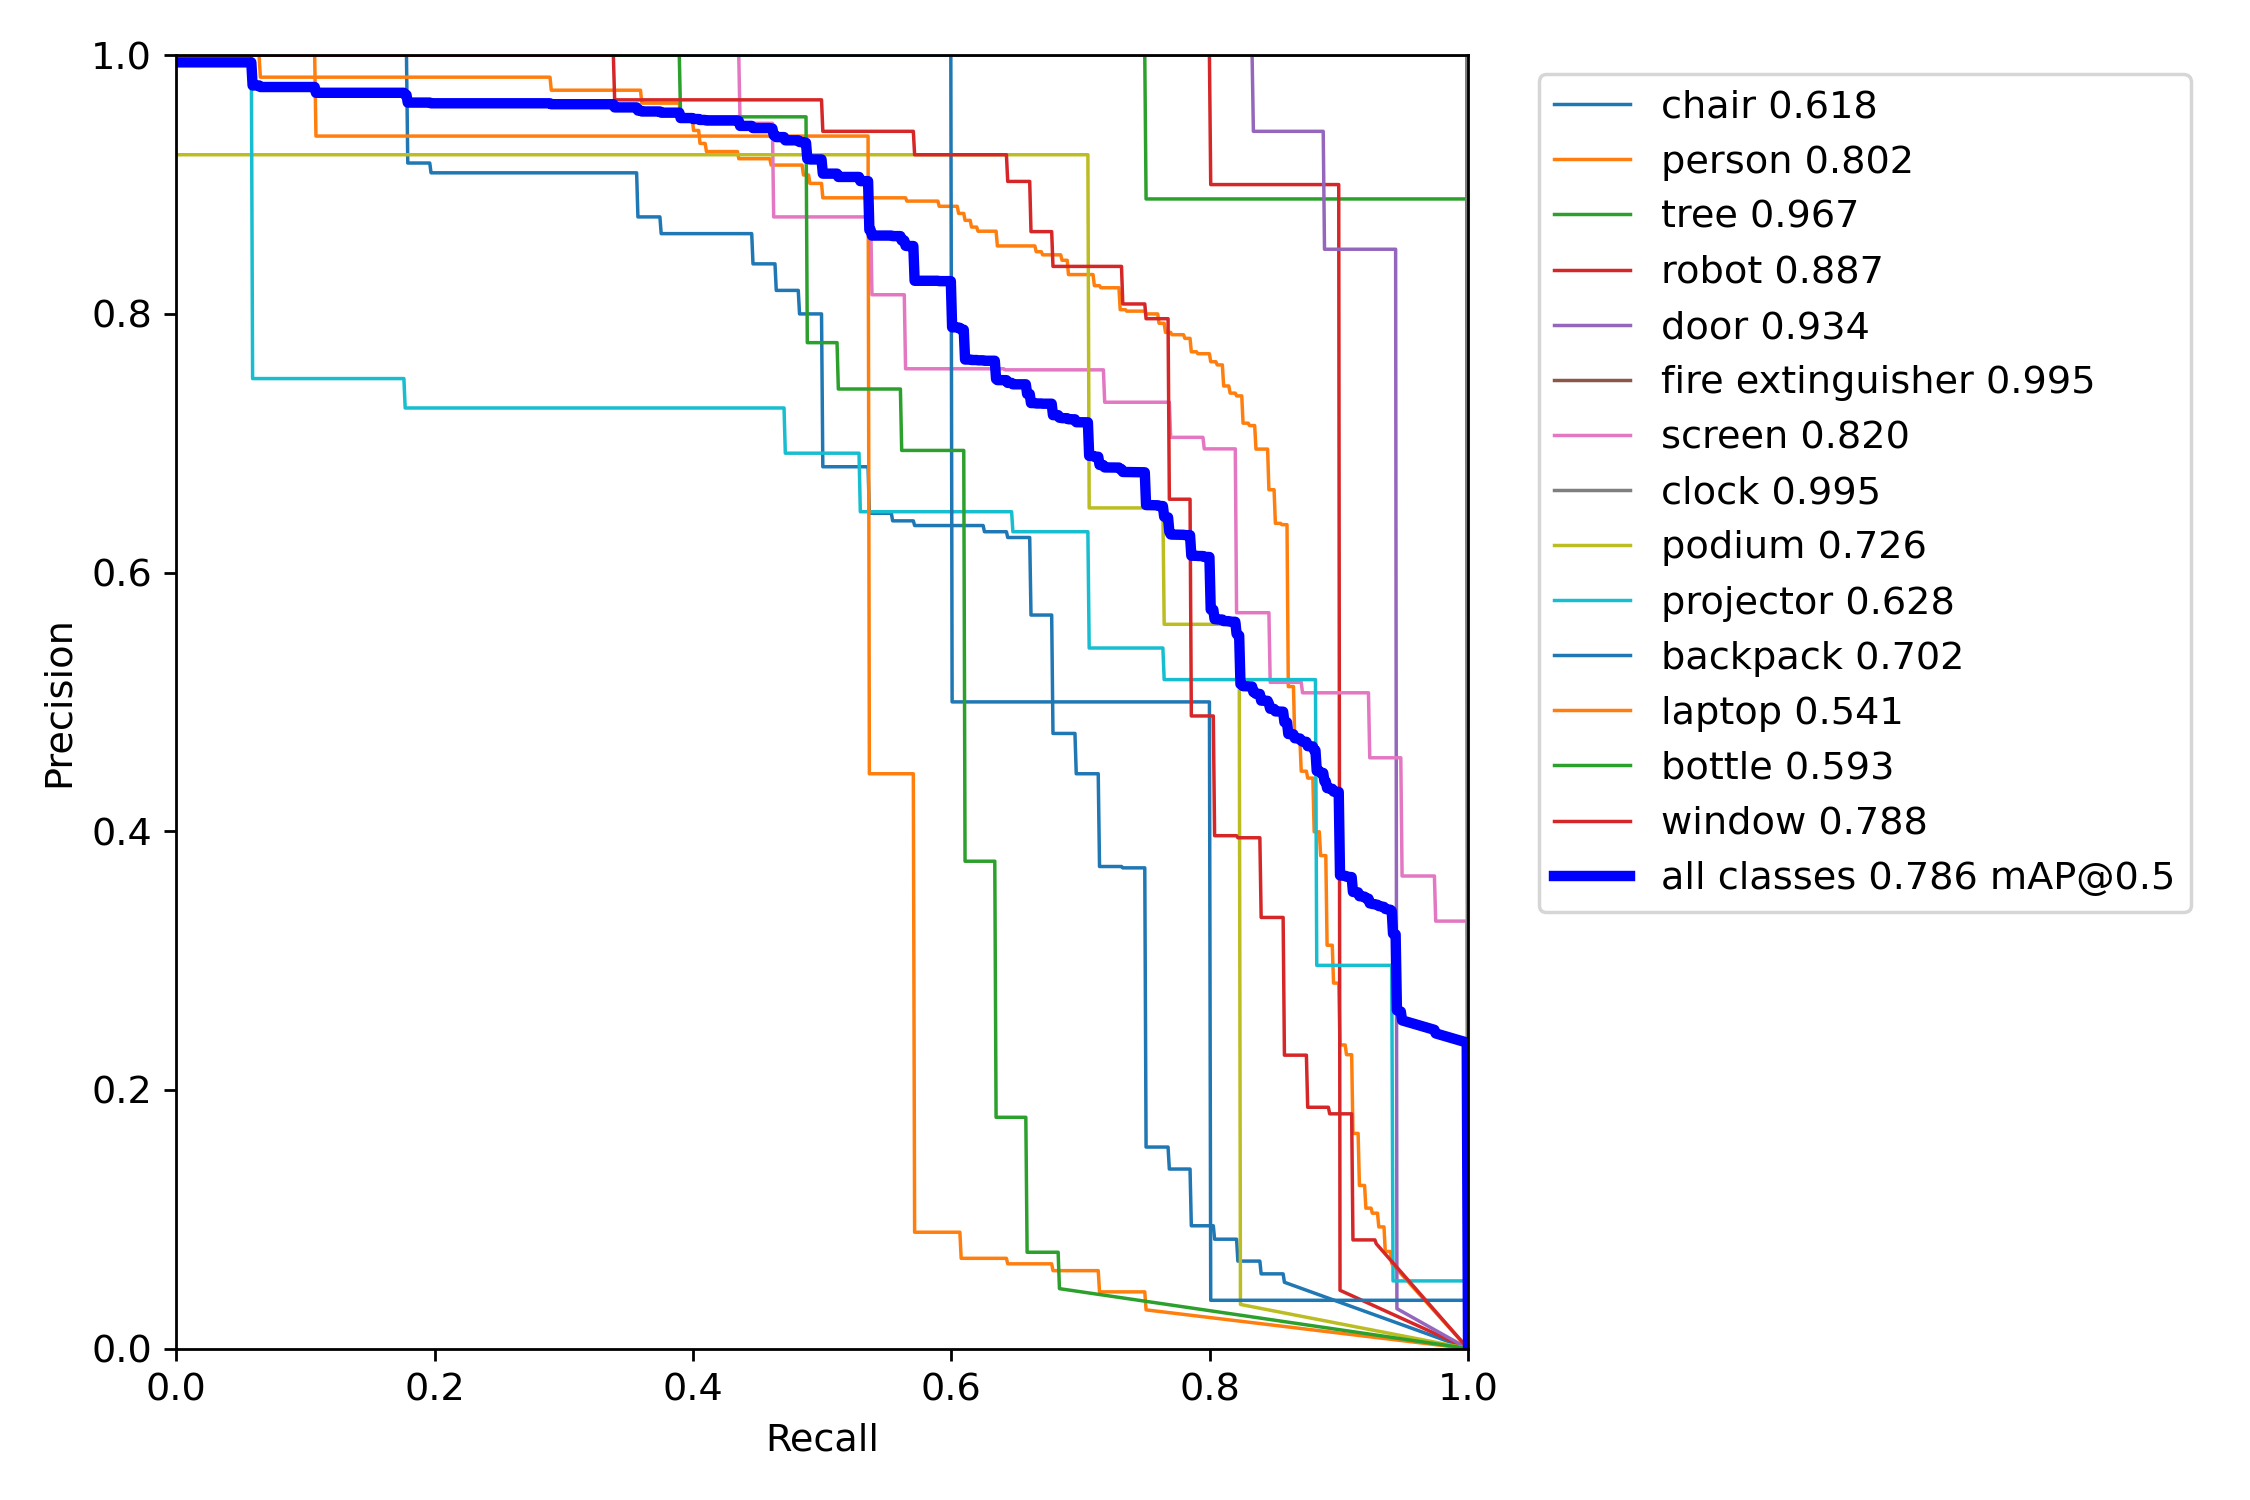 1.0
0.8
0.6
0.4
0.2
0.0
Precision
0.0 0.2 0.4 0.6 0.8 1.0
Recall
chair 0.618
person 0.802
tree 0.967
robot 0.887
door 0.934
fire extinguisher 0.995
screen 0.820
clock 0.995
podium 0.726
projector 0.628
backpack 0.702
laptop 0.541
bottle 0.593
window 0.788
all classes 0.786 mAP@0.5